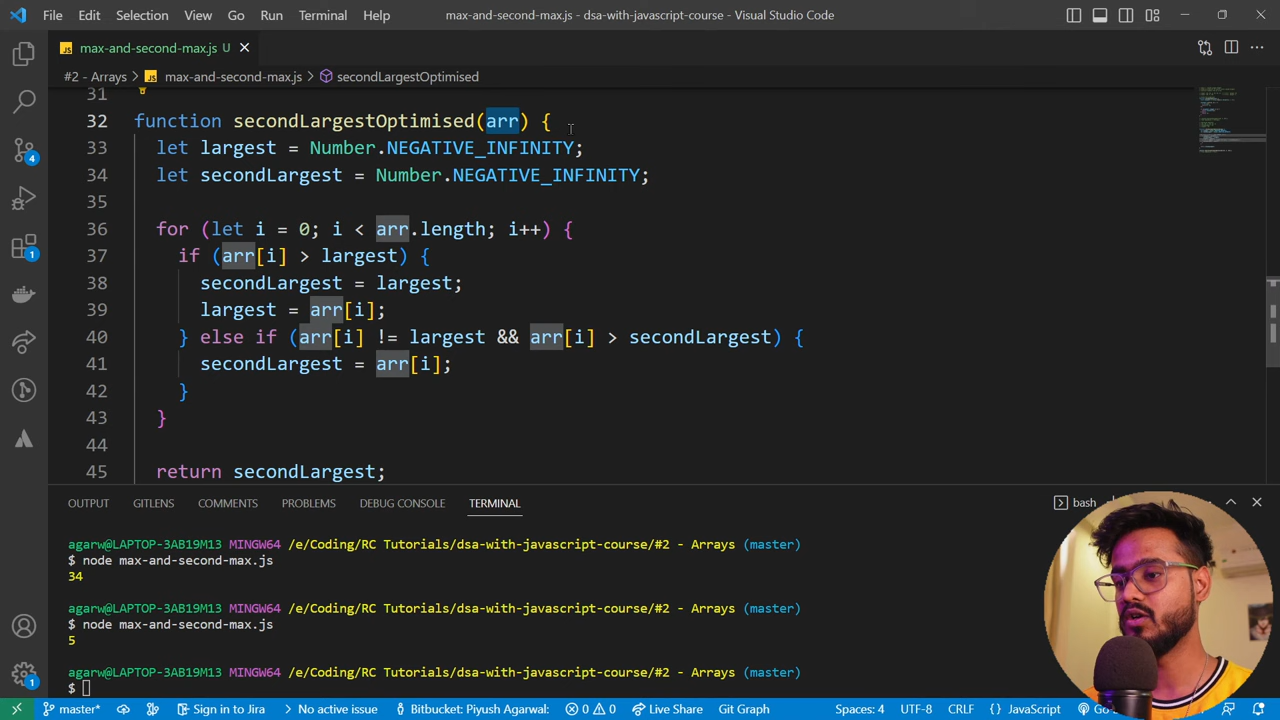 File Edit Selection View Go Run Terminal Help max-and-second-max.js - dsa-with-javascript-course - Visual Studio Code
JS max-and-second-max.js U
#2 - Arrays > JS max-and-second-max.js > secondLargestOptimised
31
32 function secondLargestOptimised(arr) {
33 let largest = Number.NEGATIVE_INFINITY;
34 let secondLargest = Number.NEGATIVE_INFINITY;
35
36 for (let i = 0; i < arr.length; i++) {
37 if (arr[i] > largest) {
38 secondLargest = largest;
39 largest = arr[i];
40 } else if (arr[i] != largest && arr[i] > secondLargest) {
41 secondLargest = arr[i];
42 }
43 }
44
45 return secondLargest;
4
1
1
OUTPUT GITLENS COMMENTS PROBLEMS DEBUG CONSOLE TERMINAL bash
agarw@LAPTOP-3AB19M13 MINGW64 /e/Coding/RC Tutorials/dsa-with-javascript-course/#2 - Arrays (master)
$ node max-and-second-max.js
34
agarw@LAPTOP-3AB19M13 MINGW64 /e/Coding/RC Tutorials/dsa-with-javascript-course/#2 - Arrays (master)
$ node max-and-second-max.js
5
agarw@LAPTOP-3AB19M13 MINGW64 /e/Coding/RC Tutorials/dsa-with-javascript-course/#2 - Arrays (master)
$
master* Sign in to Jira No active issue Bitbucket: Piyush Agarwal: 0 0 Live Share Git Graph Spaces: 4 UTF-8 CRLF {} JavaScript